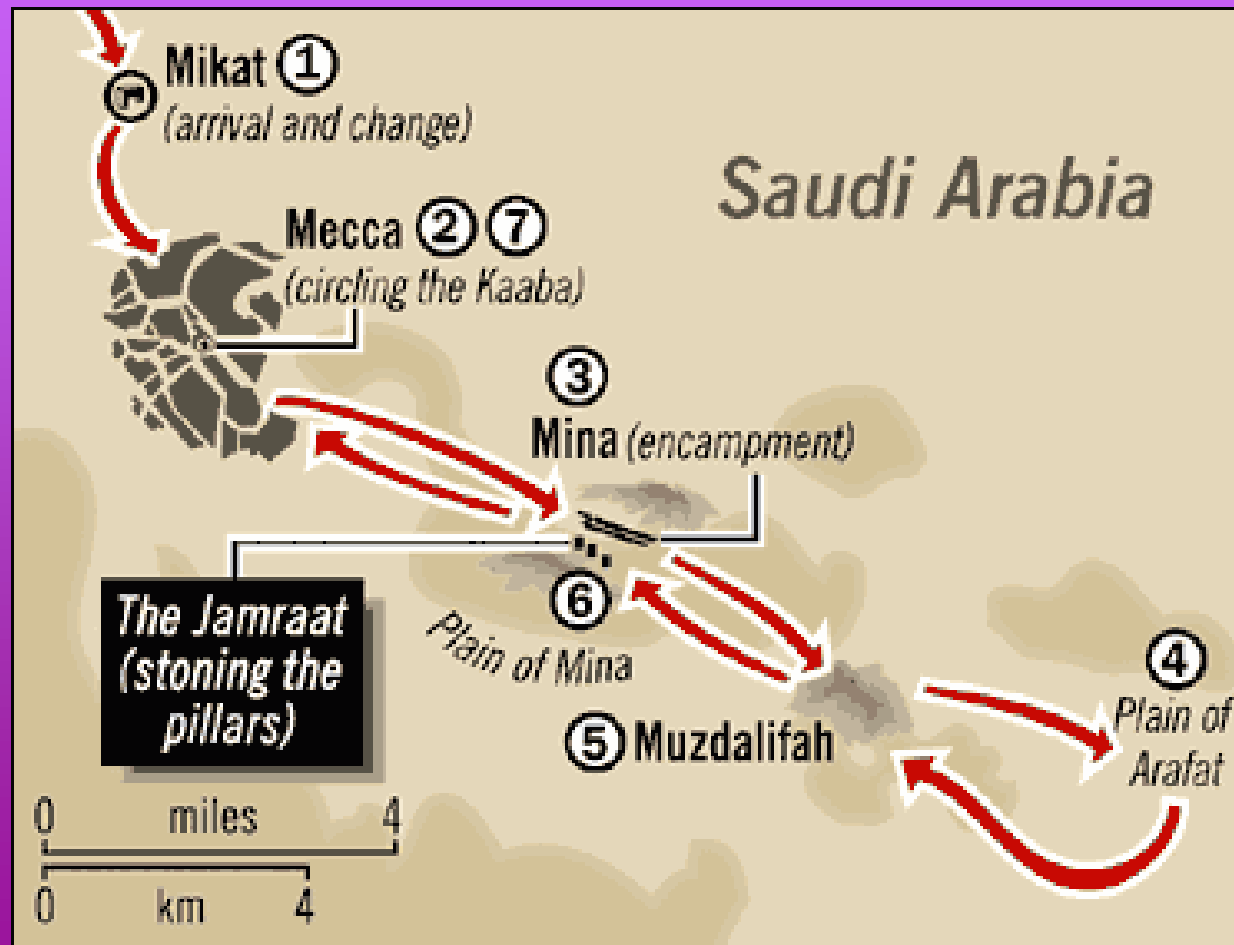 Mikat 1
(arrival and change)
Saudi Arabia
Mecca 2 7
(circling the Kaaba)
3
Mina (encampment)
The Jamraat
(stoning the
pillars)
6
Plain of Mina
4
Plain of
Arafat
5 Muzdalifah
0 miles 4
0 km 4